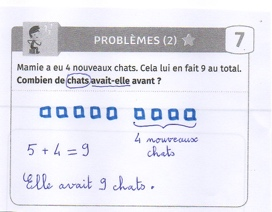 PROBLÈMES (2) 7
Mamie a eu 4 nouveaux chats. Cela lui en fait 9 au total.
Combien de chats avait-elle avant ?
4 nouveaux
chats
5 + 4 = 9
Elle avait 9 chats.